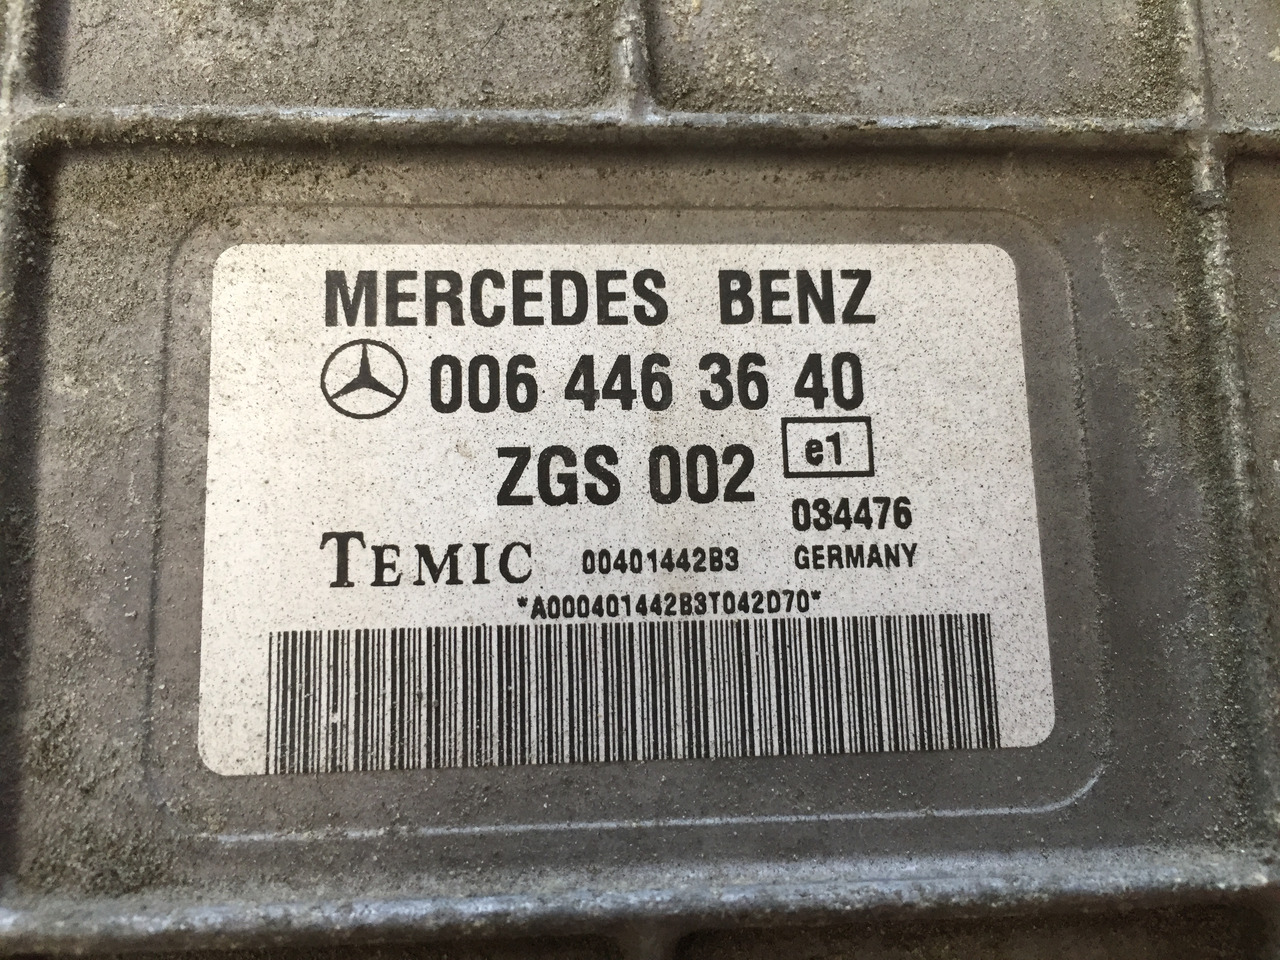 MERCEDES BENZ
006 446 36 40
ZGS 002 e1
034476
TEMIC 00401442B3 GERMANY
*A000401442B3T042D70*